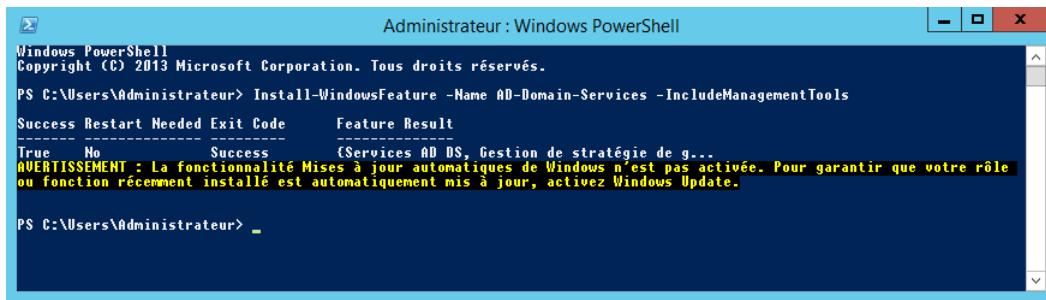 Administrateur : Windows PowerShell
Windows PowerShell
Copyright (C) 2013 Microsoft Corporation. Tous droits réservés.
PS C:\Users\Administrateur> Install-WindowsFeature -Name AD-Domain-Services -IncludeManagementTools
Success Restart Needed Exit Code      Feature Result
------- -------------- ---------      --------------
True    No             Success        {Services AD DS, Gestion de stratégie de g...
AVERTISSEMENT : La fonctionnalité Mises à jour automatiques de Windows n'est pas activée. Pour garantir que votre rôle
ou fonction récemment installé est automatiquement mis à jour, activez Windows Update.
PS C:\Users\Administrateur> _